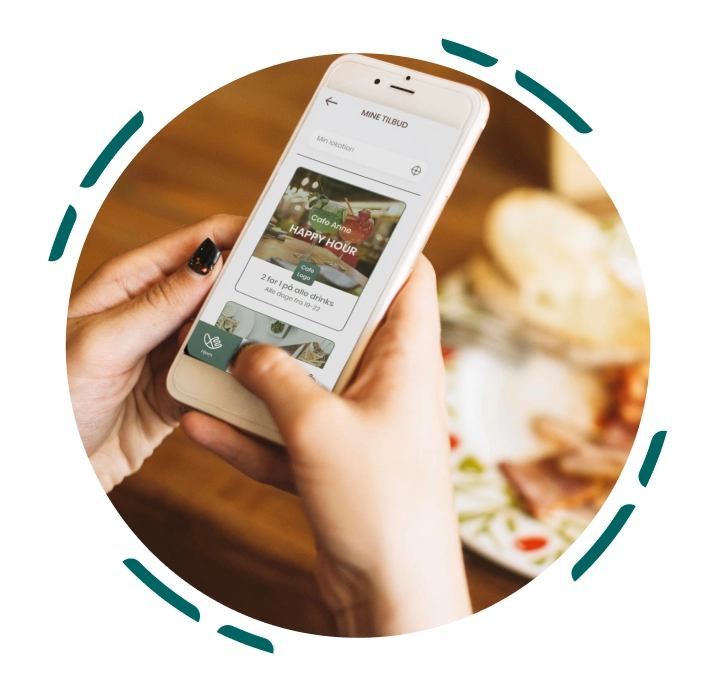 MINE TILBUD
Min lokation
Cafe Anne
HAPPY HOUR
Cafe
Logo
2 for 1 på alle drinks
Alle dage fra 19-22
Hjem